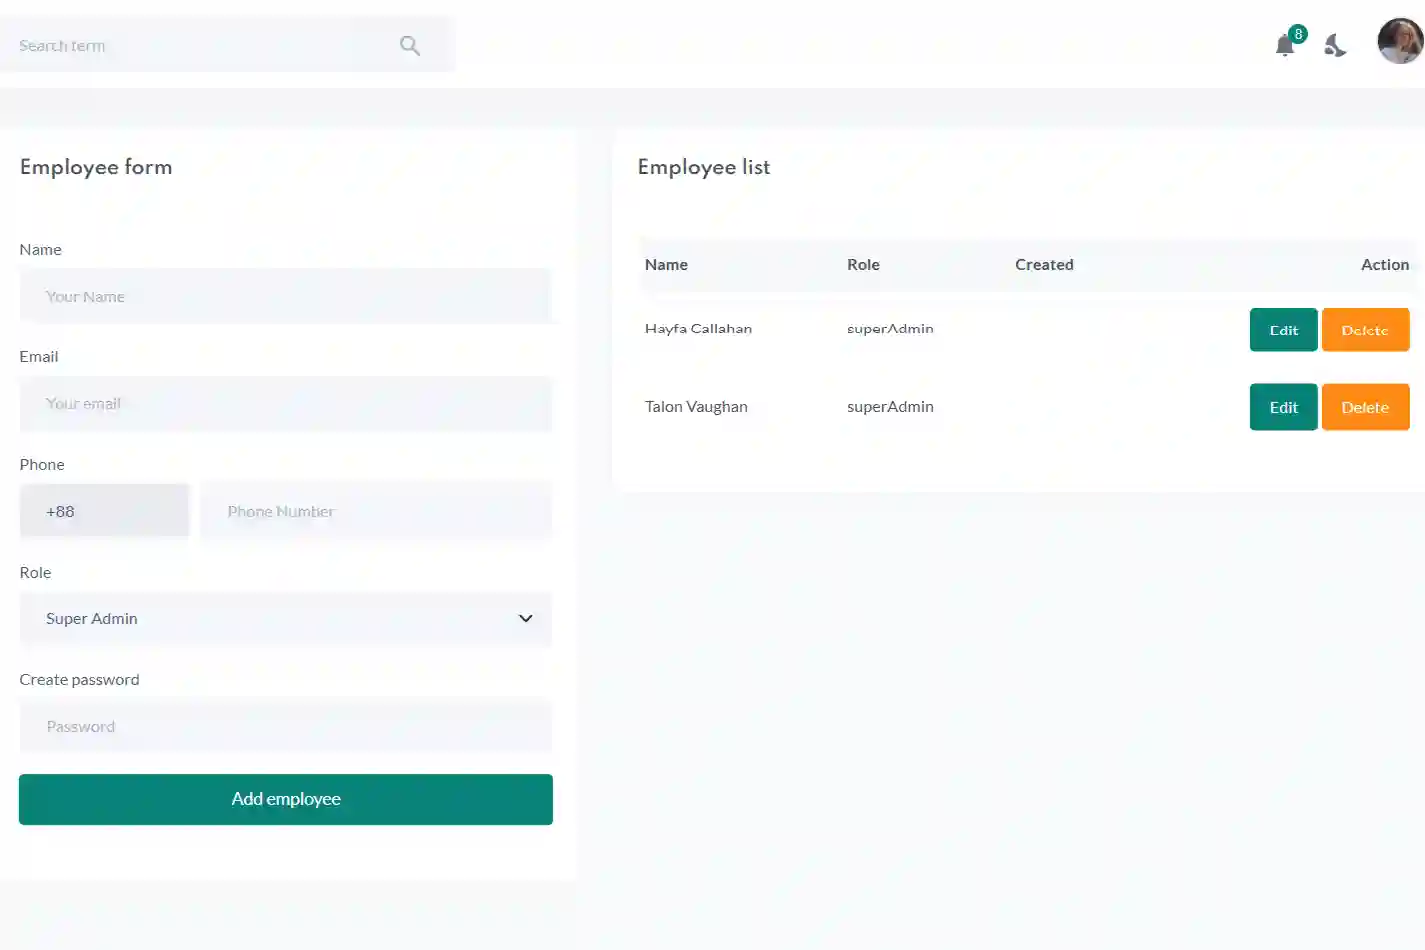 Search term
8
Employee form
Name
Your Name
Email
Your email
Phone
+88 Phone Number
Role
Super Admin
Create password
Password
Add employee
Employee list
Name Role Created Action
Hayfa Callahan superAdmin Edit Delete
Talon Vaughan superAdmin Edit Delete